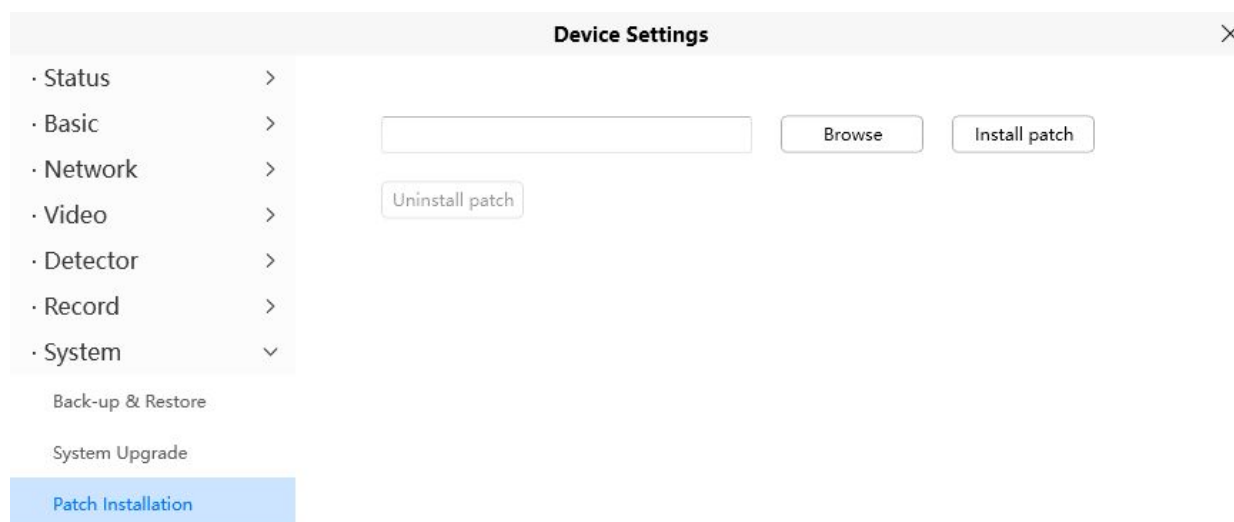 Device Settings
· Status
· Basic
· Network
· Video
· Detector
· Record
· System
Back-up & Restore
System Upgrade
Patch Installation
Browse
Install patch
Uninstall patch